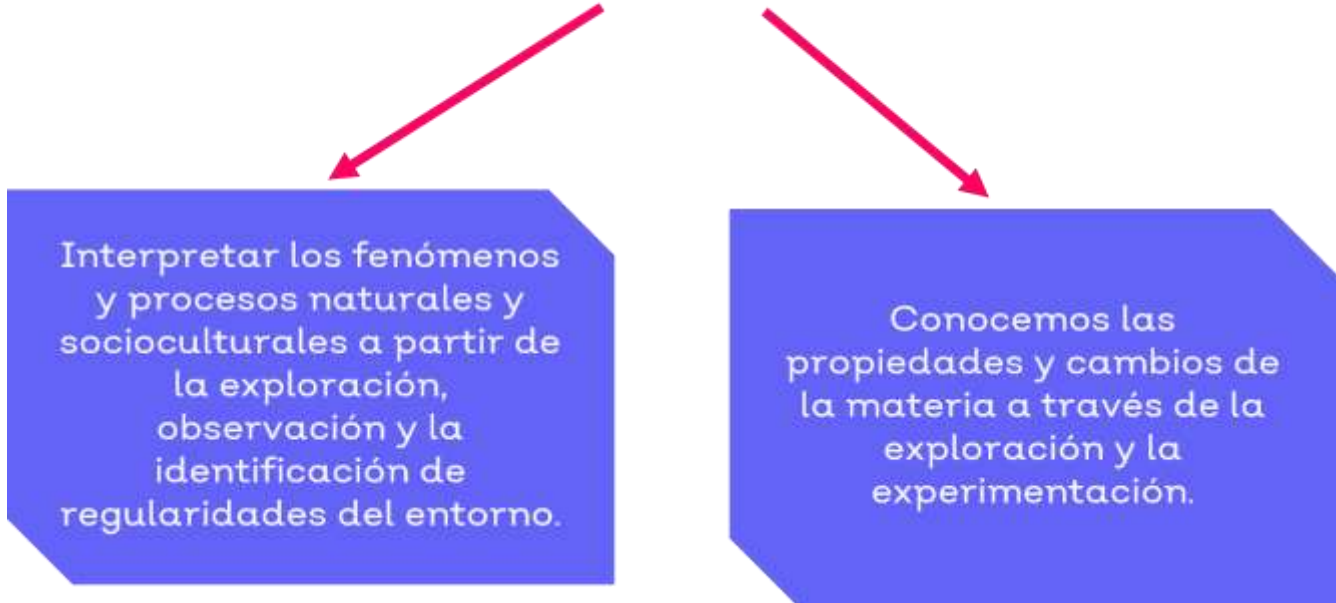 Interpretar los fenómenos
y procesos naturales y
socioculturales a partir de
la exploración,
observación y la
identificación de
regularidades del entorno.
Conocemos las
propiedades y cambios de
la materia a través de la
exploración y la
experimentación.